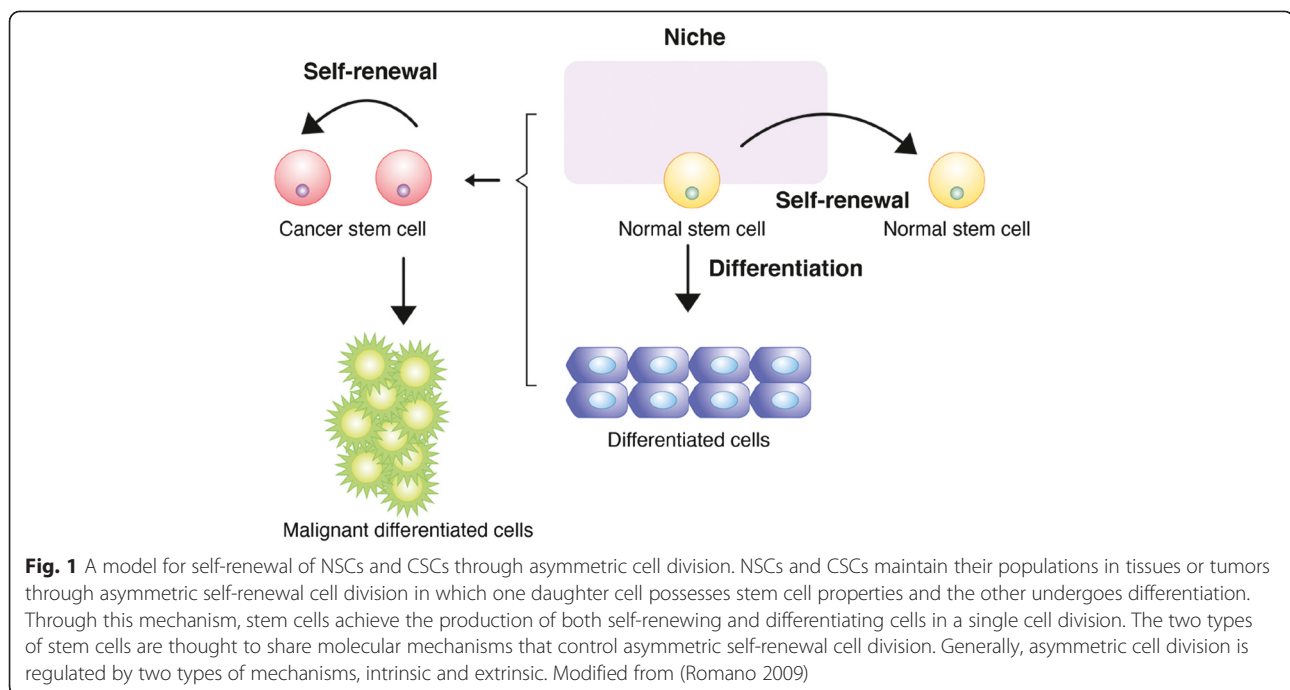 Niche
Self-renewal
Self-renewal
Cancer stem cell
Normal stem cell
Normal stem cell
Differentiation
Differentiated cells
Malignant differentiated cells
Fig. 1 A model for self-renewal of NSCs and CSCs through asymmetric cell division. NSCs and CSCs maintain their populations in tissues or tumors
through asymmetric self-renewal cell division in which one daughter cell possesses stem cell properties and the other undergoes differentiation.
Through this mechanism, stem cells achieve the production of both self-renewing and differentiating cells in a single cell division. The two types
of stem cells are thought to share molecular mechanisms that control asymmetric self-renewal cell division. Generally, asymmetric cell division is
regulated by two types of mechanisms, intrinsic and extrinsic. Modified from (Romano 2009)